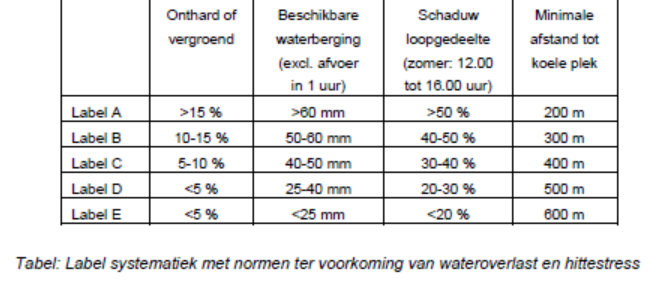 Onthard of Beschikbare Schaduw Minimale
vergroend waterberging loopgedeelte afstand tot
(excl. afvoer (zomer: 12.00 koele plek
in 1 uur) tot 16.00 uur)
Label A >15 % >60 mm >50 % 200 m
Label B 10-15 % 50-60 mm 40-50 % 300 m
Label C 5-10 % 40-50 mm 30-40 % 400 m
Label D <5 % 25-40 mm 20-30 % 500 m
Label E <5 % <25 mm <20 % 600 m
Tabel: Label systematiek met normen ter voorkoming van wateroverlast en hittestress